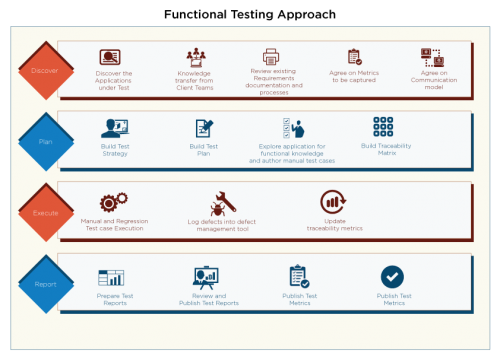 Functional Testing Approach
Discover
Discover the
Applications
under Test
Knowledge
transfer from
Client Teams
Review existing
Requirements
documentation and
processes
Agree on Metrics
to be captured
Agree on
Communication
model
Plan
Build Test
Strategy
Build Test
Plan
Explore application for
functional knowledge
and author manual test cases
Build Traceability
Matrix
Execute
Manual and Regression
Test case Execution
Log defects into defect
management tool
Update
traceability metrics
Report
Prepare Test
Reports
Review and
Publish Test Reports
Publish Test
Metrics
Publish Test
Metrics